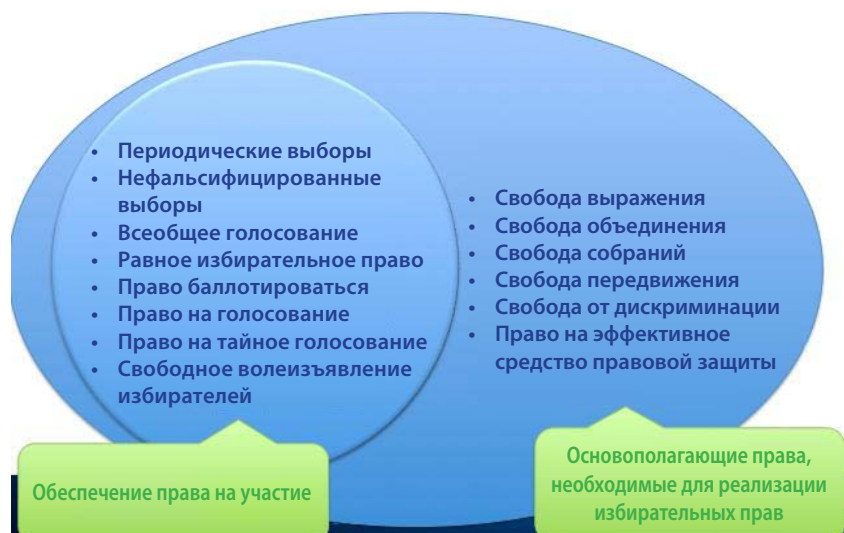 • Периодические выборы
• Нефальсифицированные
выборы
• Всеобщее голосование
• Равное избирательное право
• Право баллотироваться
• Право на голосование
• Право на тайное голосование
• Свободное волеизъявление
избирателей
• Свобода выражения
• Свобода объединения
• Свобода собраний
• Свобода передвижения
• Свобода от дискриминации
• Право на эффективное
средство правовой защиты
Обеспечение права на участие
Основополагающие права,
необходимые для реализации
избирательных прав